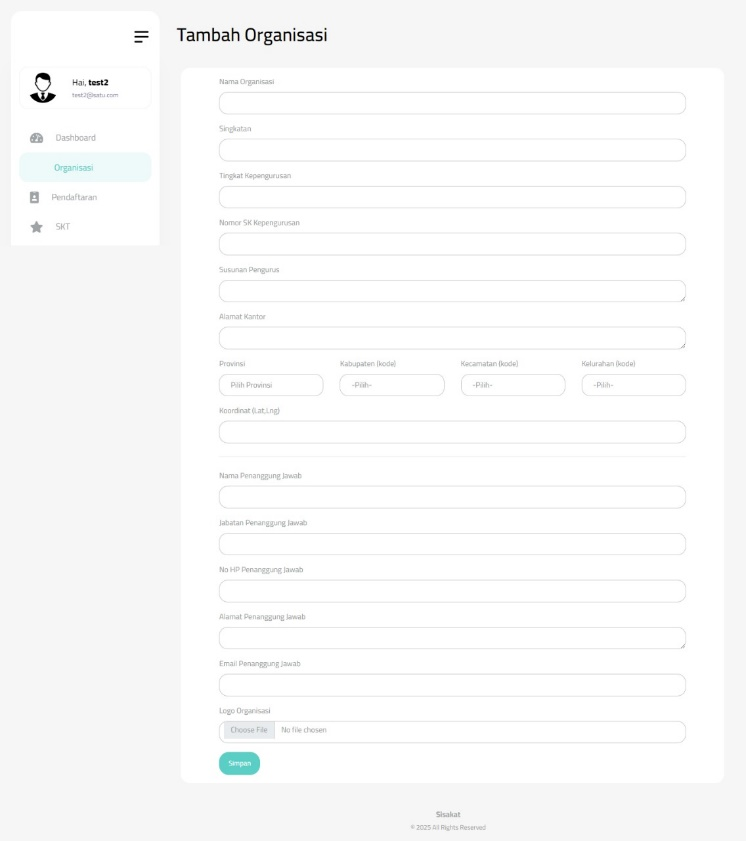 Tambah Organisasi
Hai, test2
test2@satu.com
Dashboard
Organisasi
Pendaftaran
SKT
Nama Organisasi
Singkatan
Tingkat Kepengurusan
Nomor SK Kepengurusan
Susunan Pengurus
Alamat Kantor
Provinsi Kabupaten (kode) Kecamatan (kode) Kelurahan (kode)
Pilih Provinsi -Pilih- -Pilih- -Pilih-
Koordinat (Lat,Lng)
Nama Penanggung Jawab
Jabatan Penanggung Jawab
No HP Penanggung Jawab
Alamat Penanggung Jawab
Email Penanggung Jawab
Logo Organisasi
Choose File No file chosen
Simpan
Sisakat
© 2025 All Rights Reserved